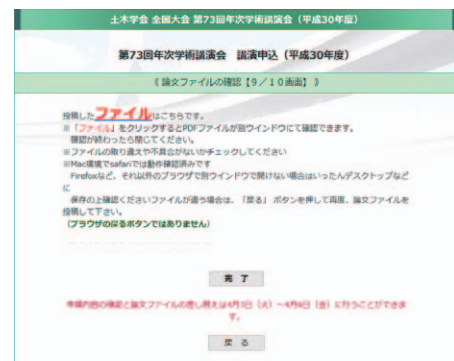 土木学会 全国大会 第73回年次学術講演会（平成30年度）
第73回年次学術講演会　講演申込（平成30年度）
《 論文ファイルの確認【９／１０画面】 》
投稿したファイルはこちらです。
※「ファイル」をクリックするとPDFファイルが別ウインドウにて確認できます。
確認が終わったら閉じてください。
※ファイルの取り違えや不具合がないかチェックしてください
※Mac環境でsafariでは動作確認済みです
Firefoxなど、それ以外のブラウザで別ウインドウで開けない場合はいったんデスクトップなど
に
保存の上確認くださいファイルが違う場合は、「戻る」ボタンを押して再度、論文ファイルを
投稿して下さい。
（ブラウザの戻るボタンではありません）
完 了
申講内容の確認と論文ファイルの差し替えは4月3日（火）～4月6日（金）に行うことができま
す。
戻 る